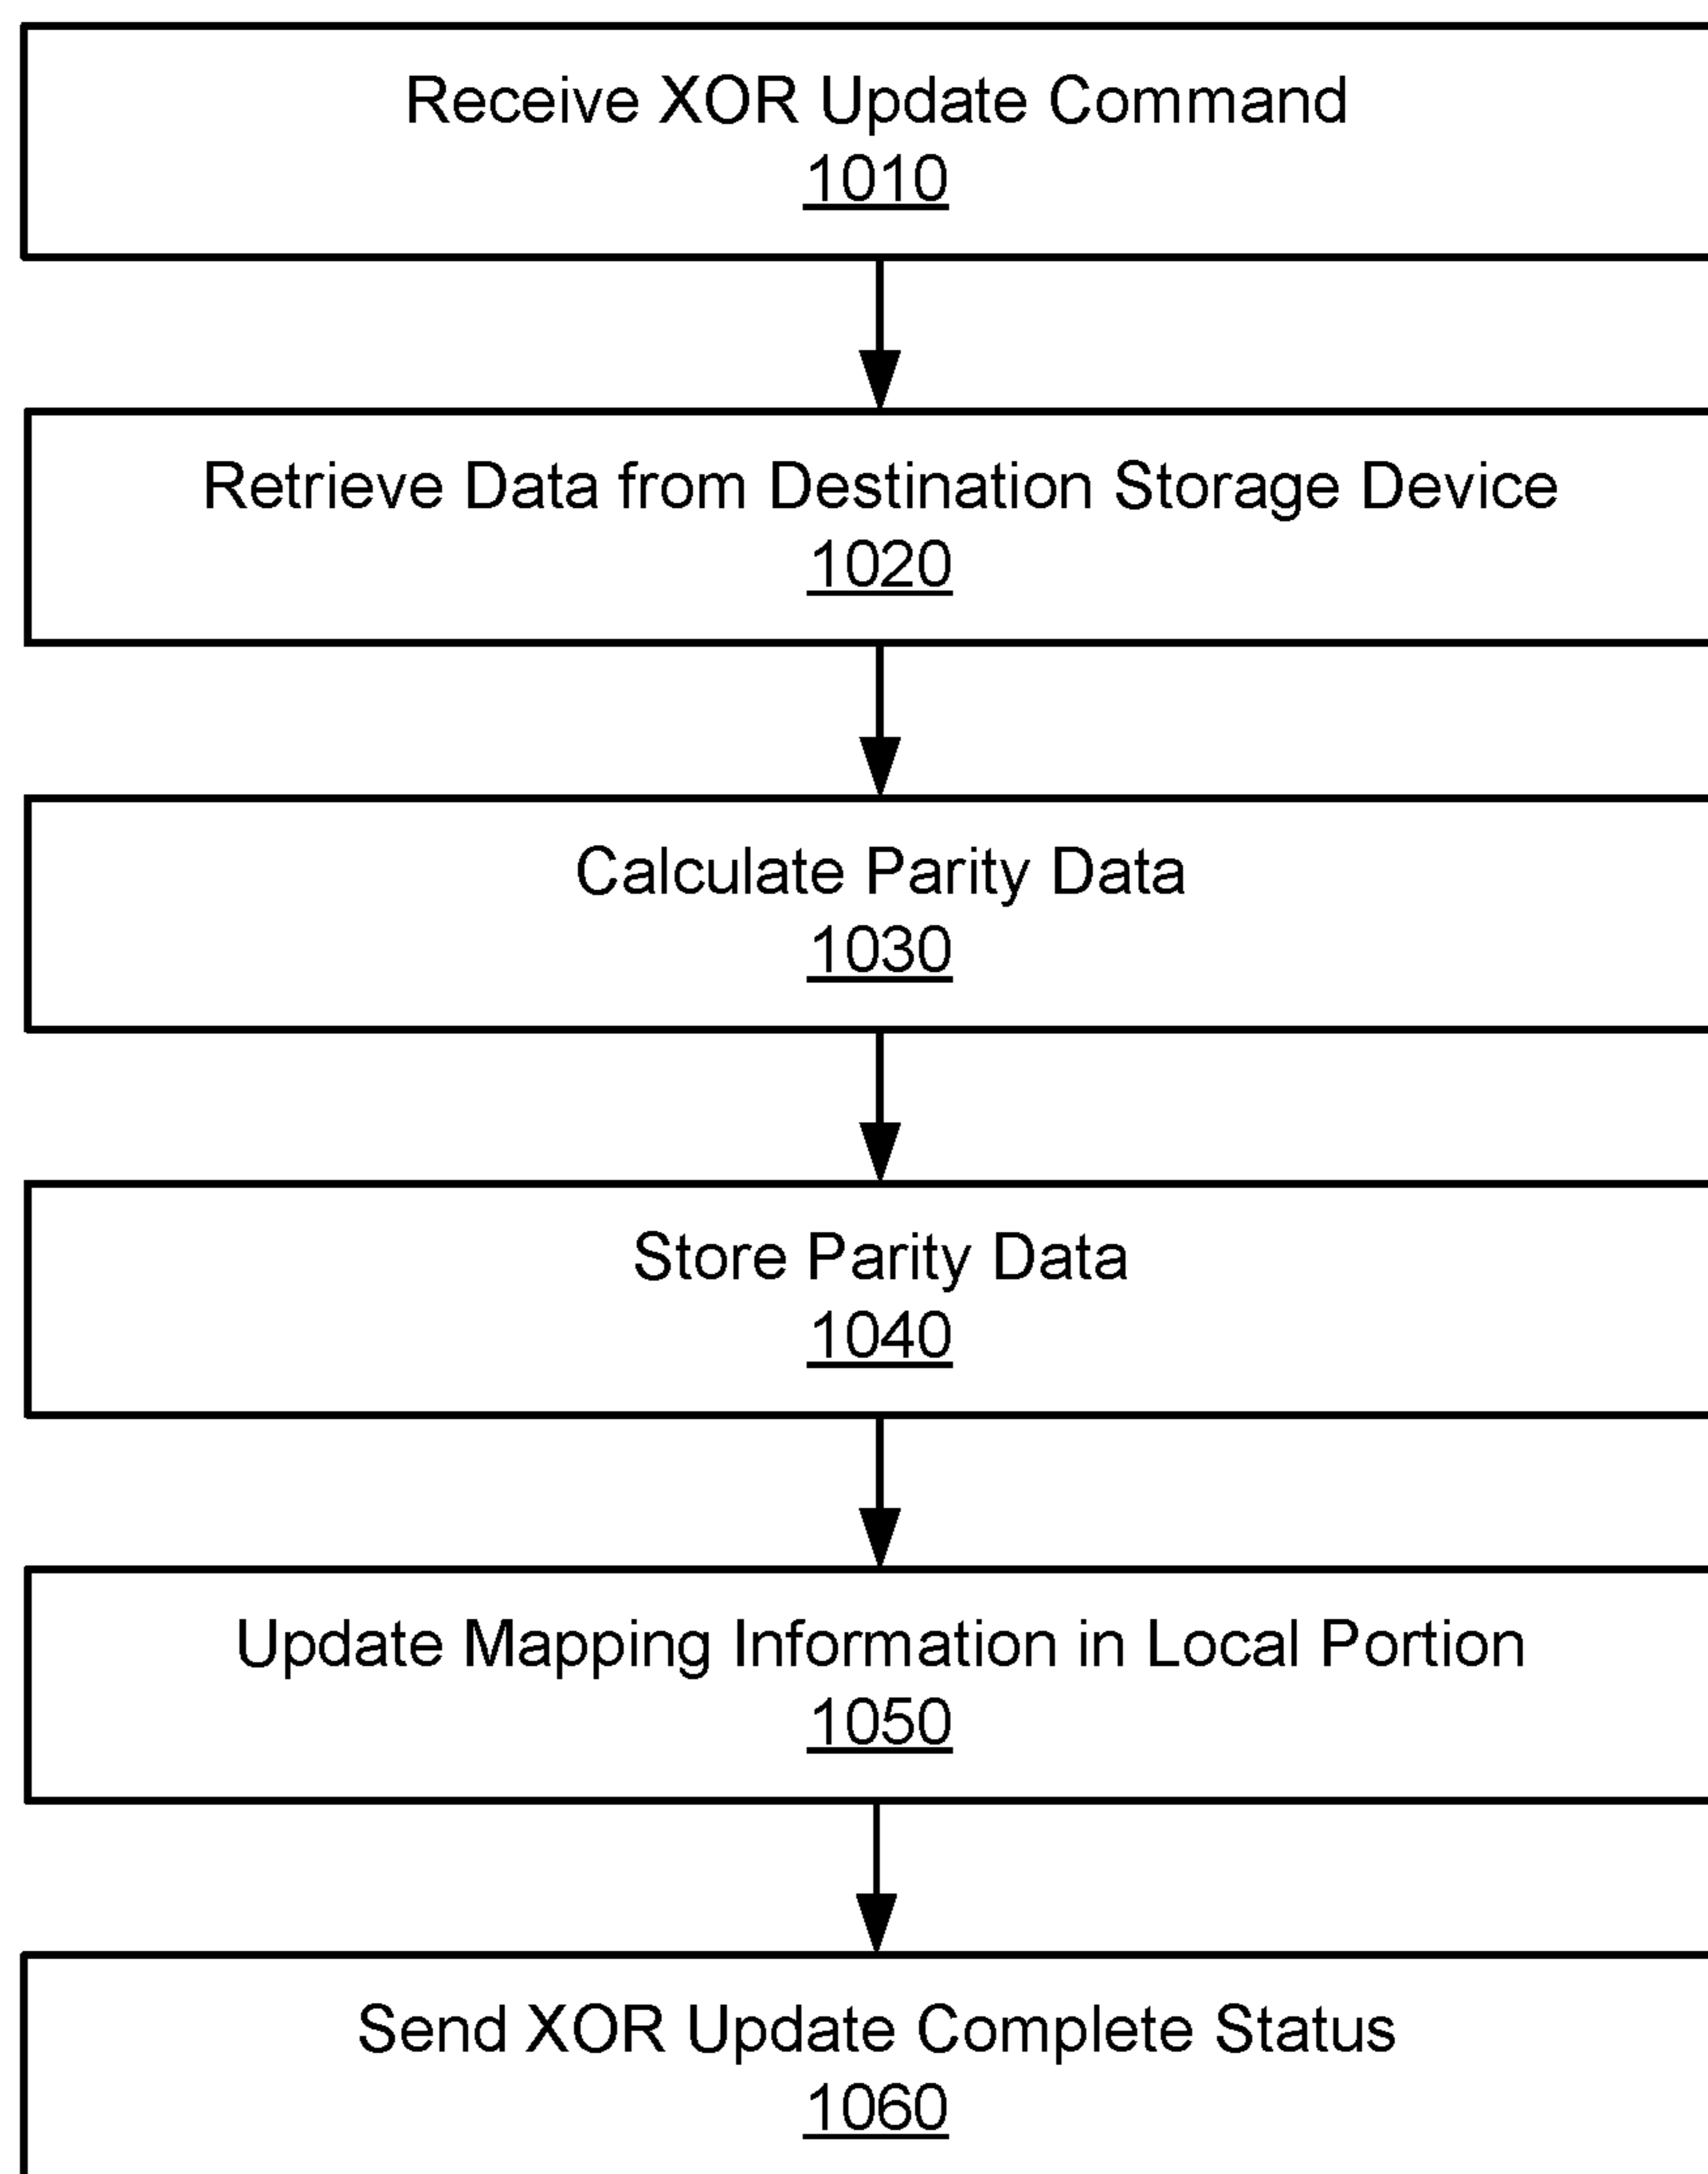 Receive XOR Update Command
1010
Retrieve Data from Destination Storage Device
1020
Calculate Parity Data
1030
Store Parity Data
1040
Update Mapping Information in Local Portion
1050
Send XOR Update Complete Status
1060